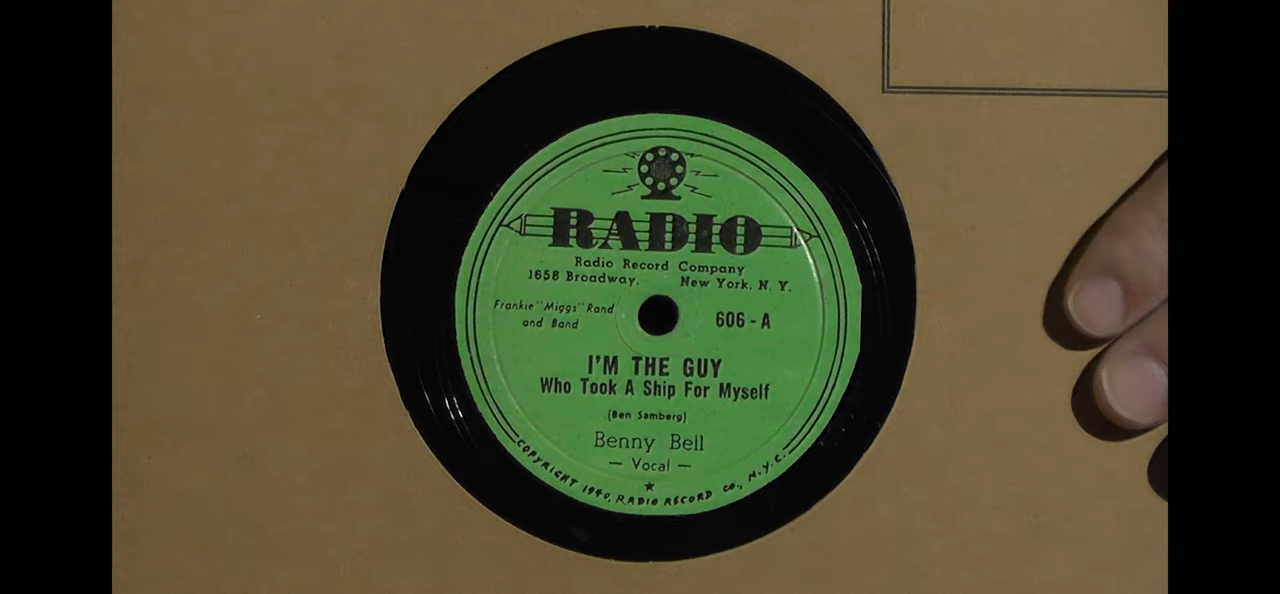 RADIO
Radio Record Company
1658 Broadway. New York. N. Y.
Frankie "Miggs" Rand
and Band
606 - A
I'M THE GUY
Who Took A Ship For Myself
(Ben Samberg)
Benny Bell
— Vocal —
COPYRIGHT 1940, RADIO RECORD CO., N.Y.C.